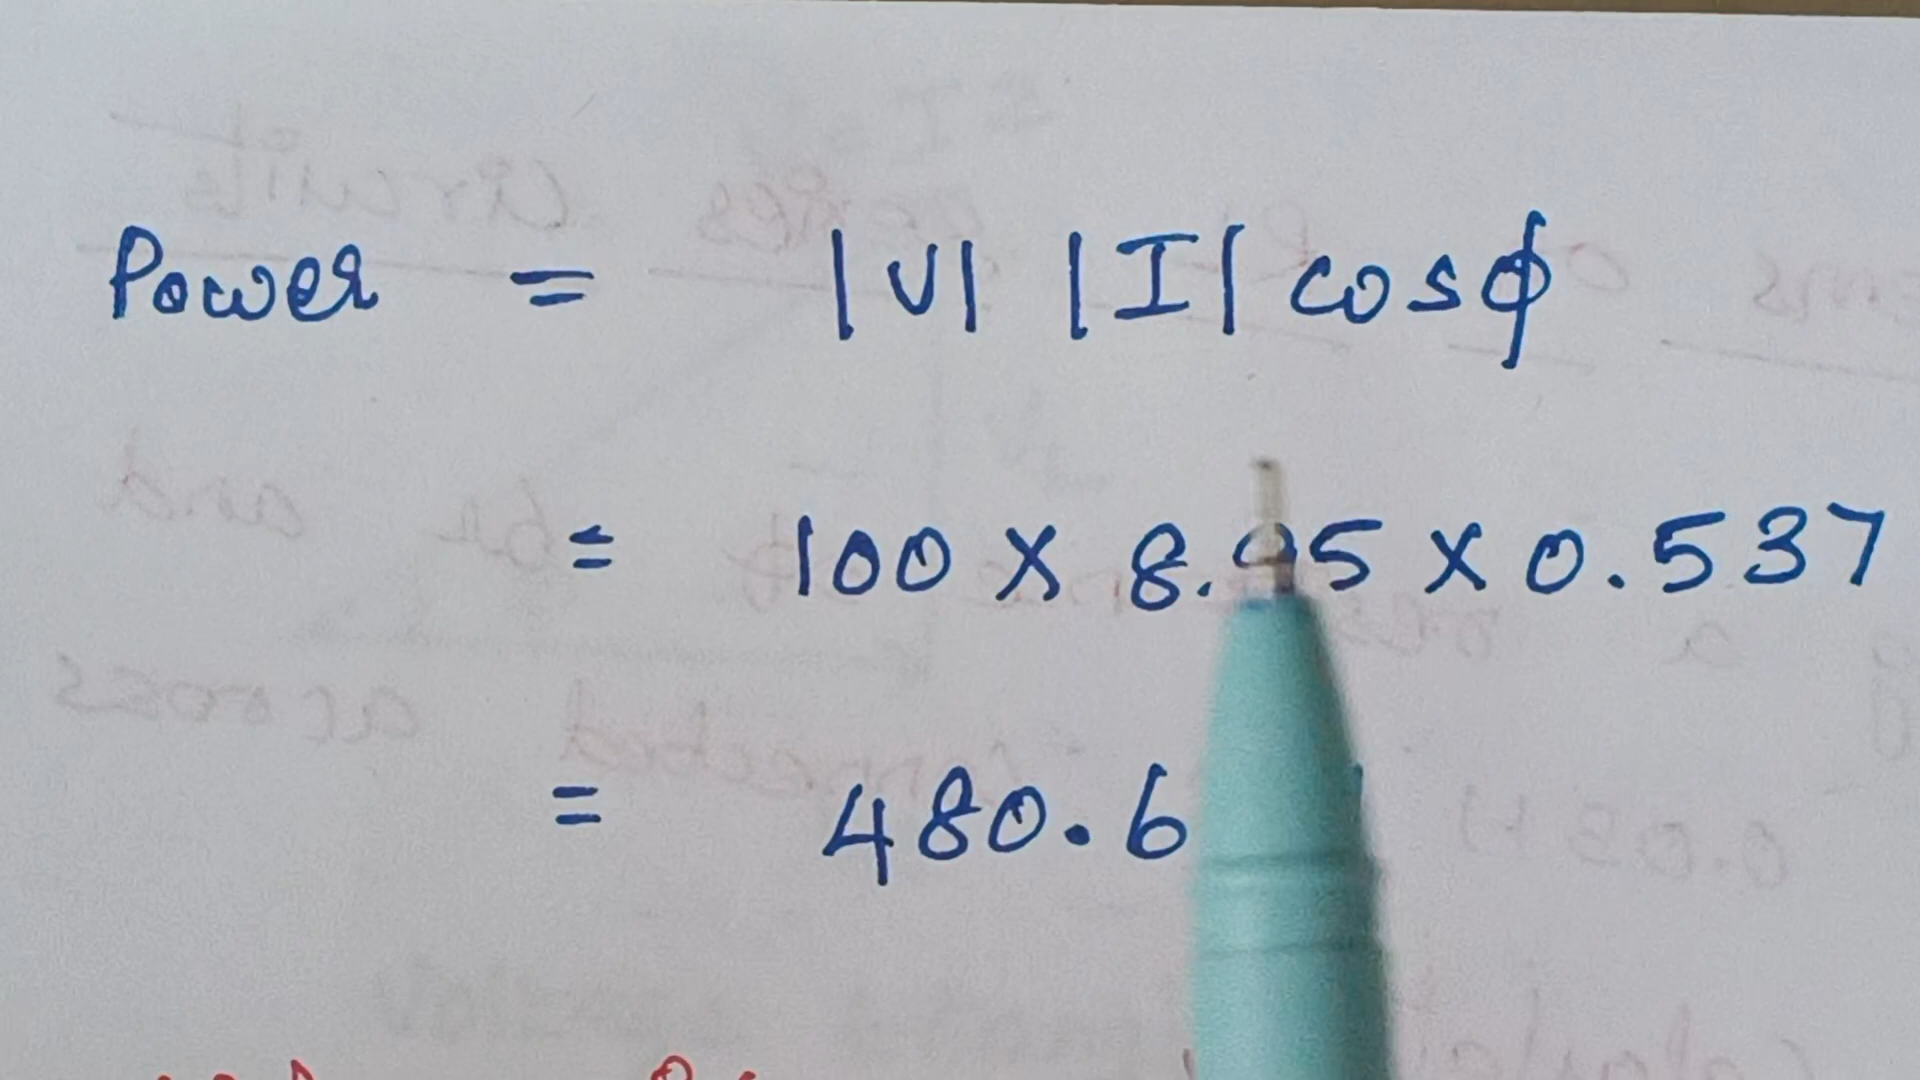 Power = |V| |I| cosϕ
= 100 × 8.95 × 0.537
= 480.6